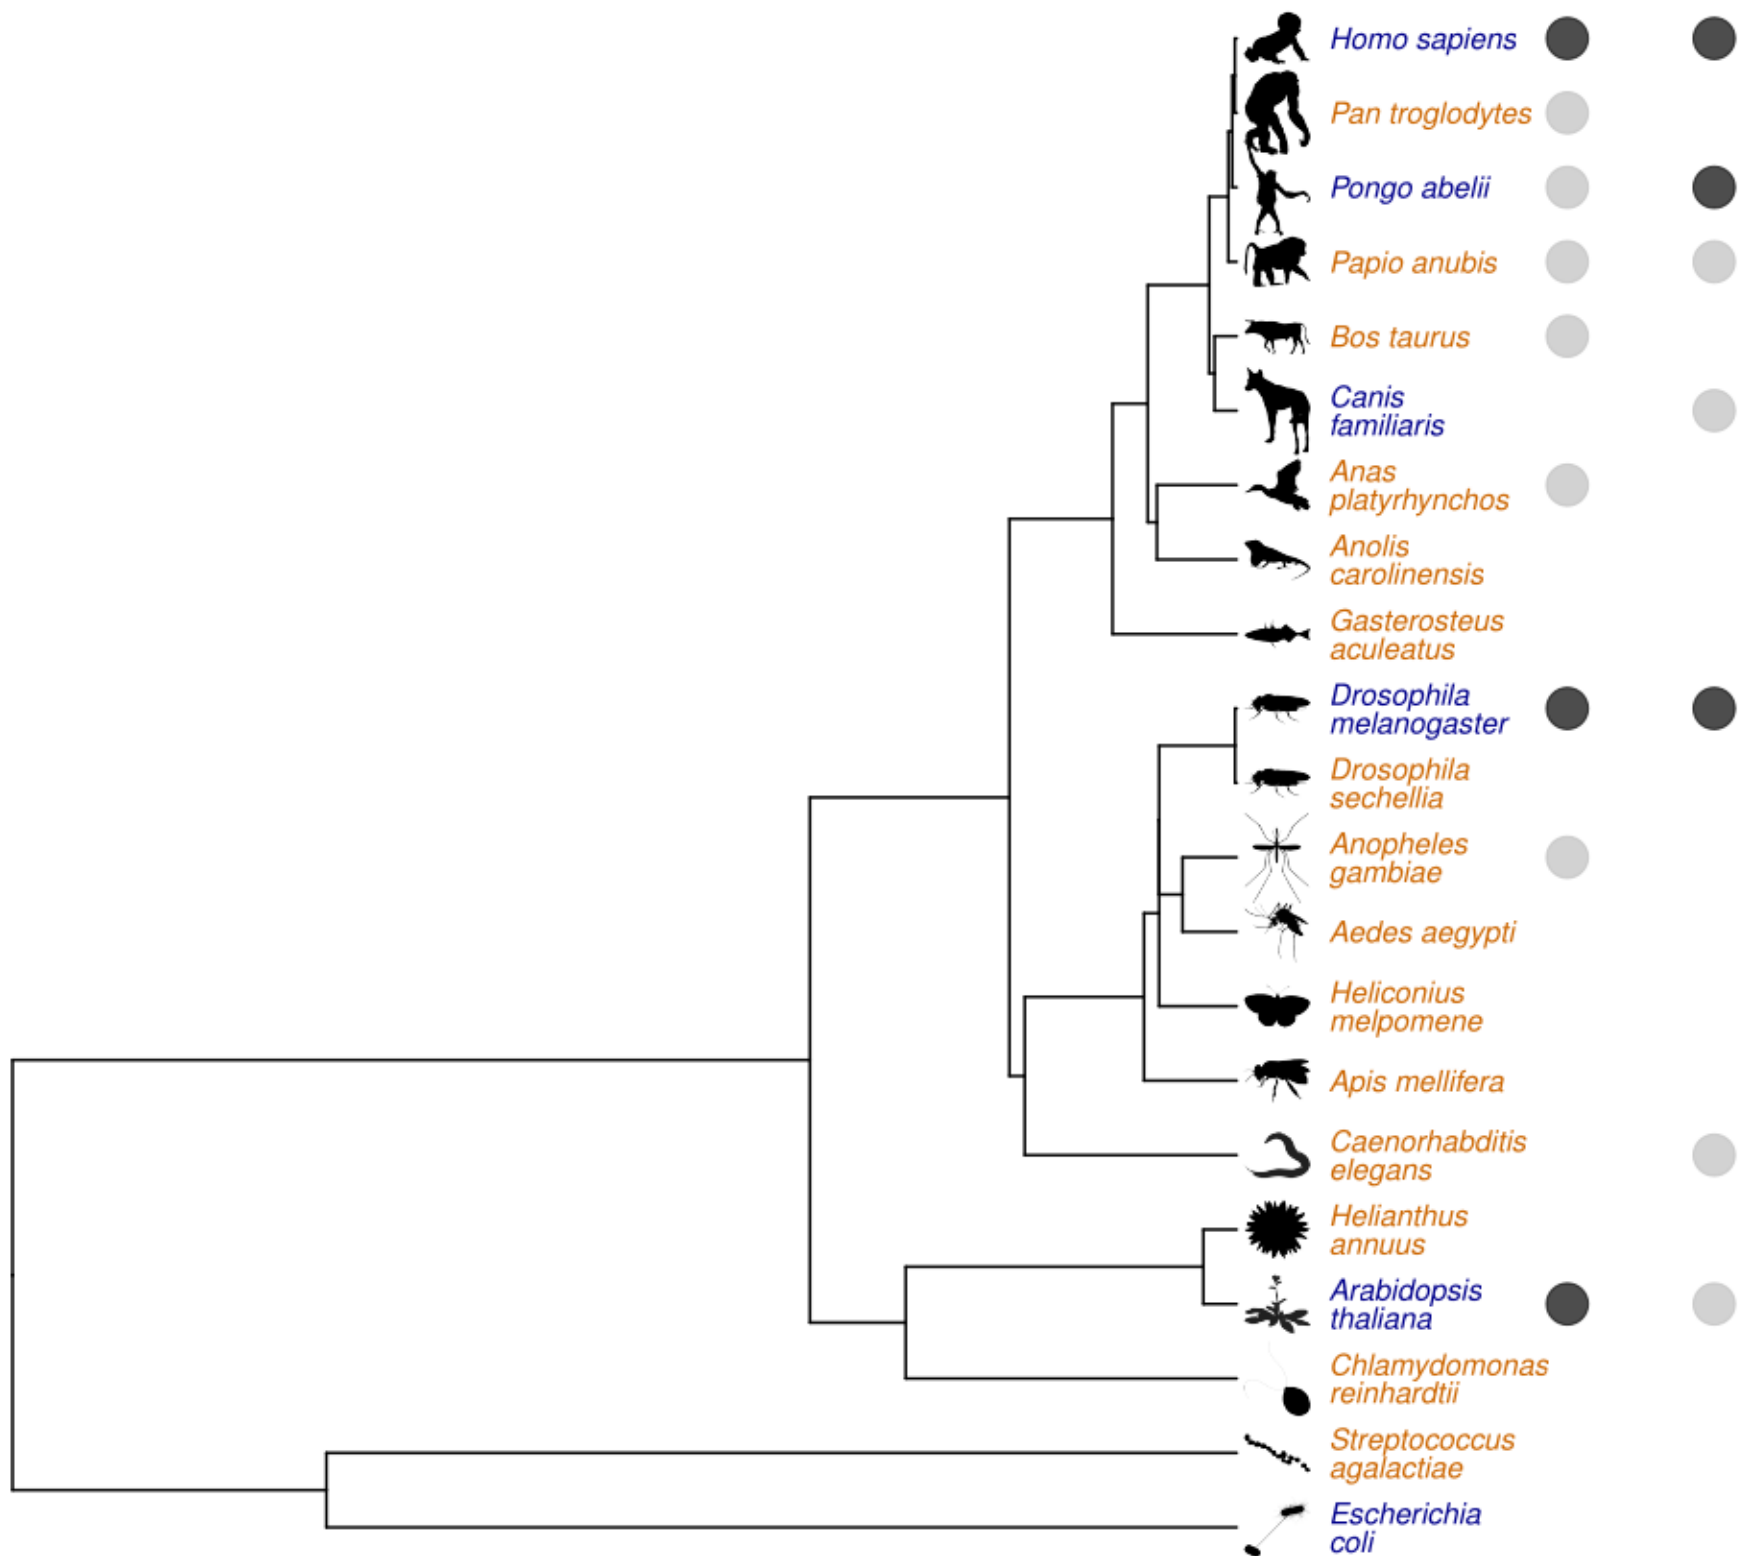 Homo sapiens
Pan troglodytes
Pongo abelii
Papio anubis
Bos taurus
Canis
familiaris
Anas
platyrhynchos
Anolis
carolinensis
Gasterosteus
aculeatus
Drosophila
melanogaster
Drosophila
sechellia
Anopheles
gambiae
Aedes aegypti
Heliconius
melpomene
Apis mellifera
Caenorhabditis
elegans
Helianthus
annuus
Arabidopsis
thaliana
Chlamydomonas
reinhardtii
Streptococcus
agalactiae
Escherichia
coli